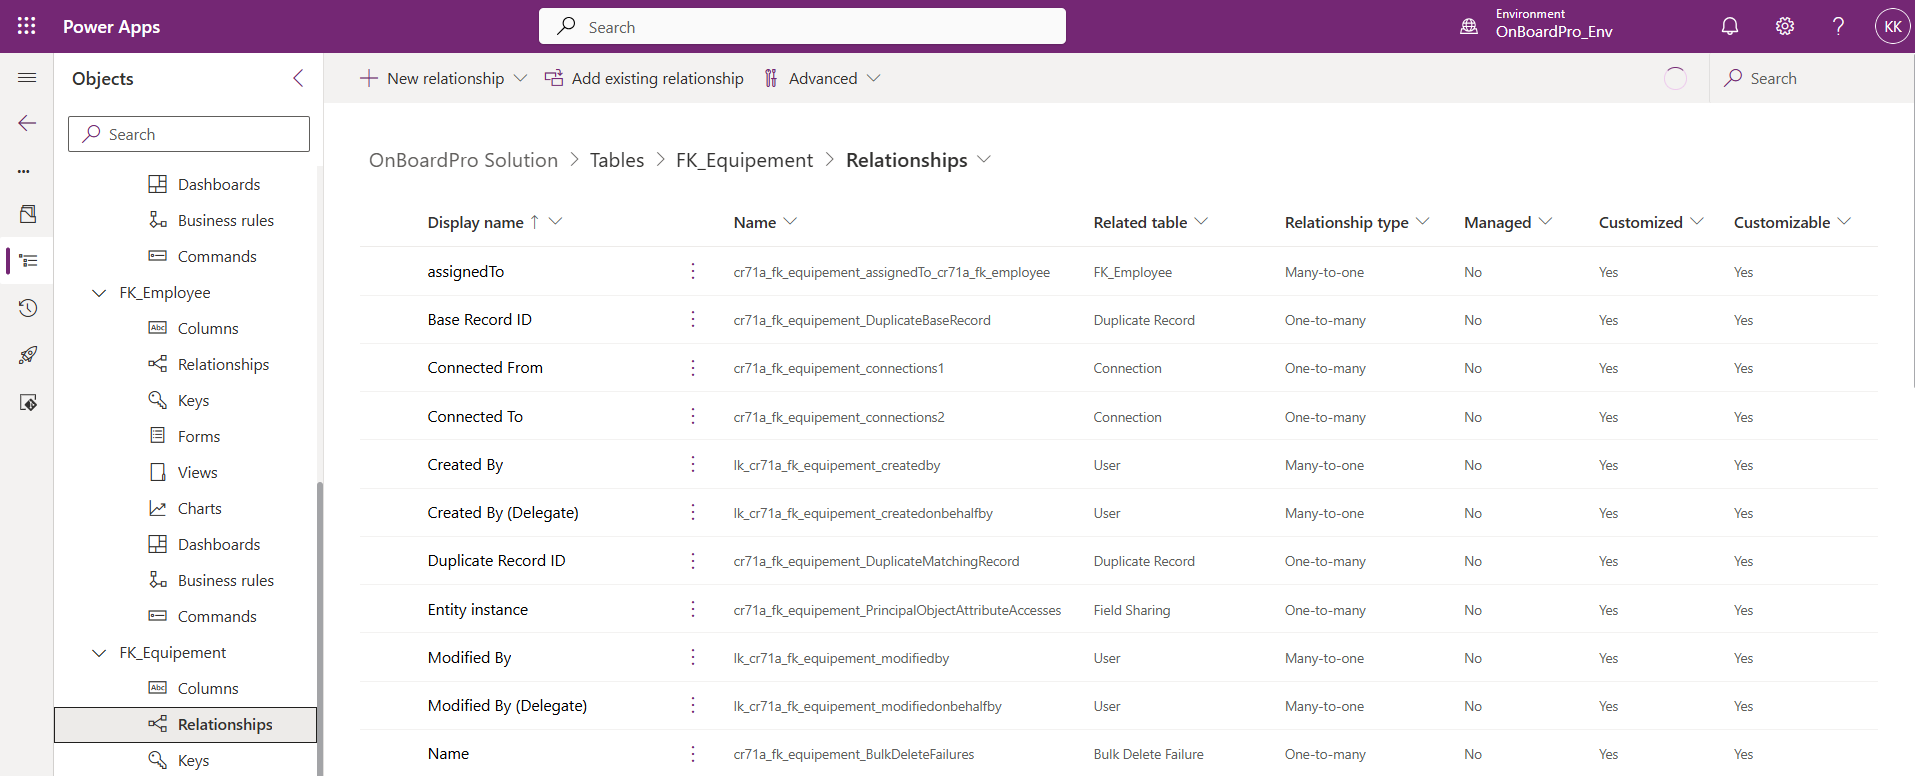 Power Apps
Search
Environment
OnBoardPro_Env
KK
Objects
Search
Dashboards
Business rules
Commands
FK_Employee
Columns
Relationships
Keys
Forms
Views
Charts
Dashboards
Business rules
Commands
FK_Equipement
Columns
Relationships
Keys
New relationship
Add existing relationship
Advanced
Search
OnBoardPro Solution > Tables > FK_Equipement > Relationships
Display name Name Related table Relationship type Managed Customized Customizable
assignedTo cr71a_fk_equipement_assignedTo_cr71a_fk_employee FK_Employee Many-to-one No Yes Yes
Base Record ID cr71a_fk_equipement_DuplicateBaseRecord Duplicate Record One-to-many No Yes Yes
Connected From cr71a_fk_equipement_connections1 Connection One-to-many No Yes Yes
Connected To cr71a_fk_equipement_connections2 Connection One-to-many No Yes Yes
Created By lk_cr71a_fk_equipement_createdby User Many-to-one No Yes Yes
Created By (Delegate) lk_cr71a_fk_equipement_createdonbehalfby User Many-to-one No Yes Yes
Duplicate Record ID cr71a_fk_equipement_DuplicateMatchingRecord Duplicate Record One-to-many No Yes Yes
Entity instance cr71a_fk_equipement_PrincipalObjectAttributeAccesses Field Sharing One-to-many No Yes Yes
Modified By lk_cr71a_fk_equipement_modifiedby User Many-to-one No Yes Yes
Modified By (Delegate) lk_cr71a_fk_equipement_modifiedonbehalfby User Many-to-one No Yes Yes
Name cr71a_fk_equipement_BulkDeleteFailures Bulk Delete Failure One-to-many No Yes Yes